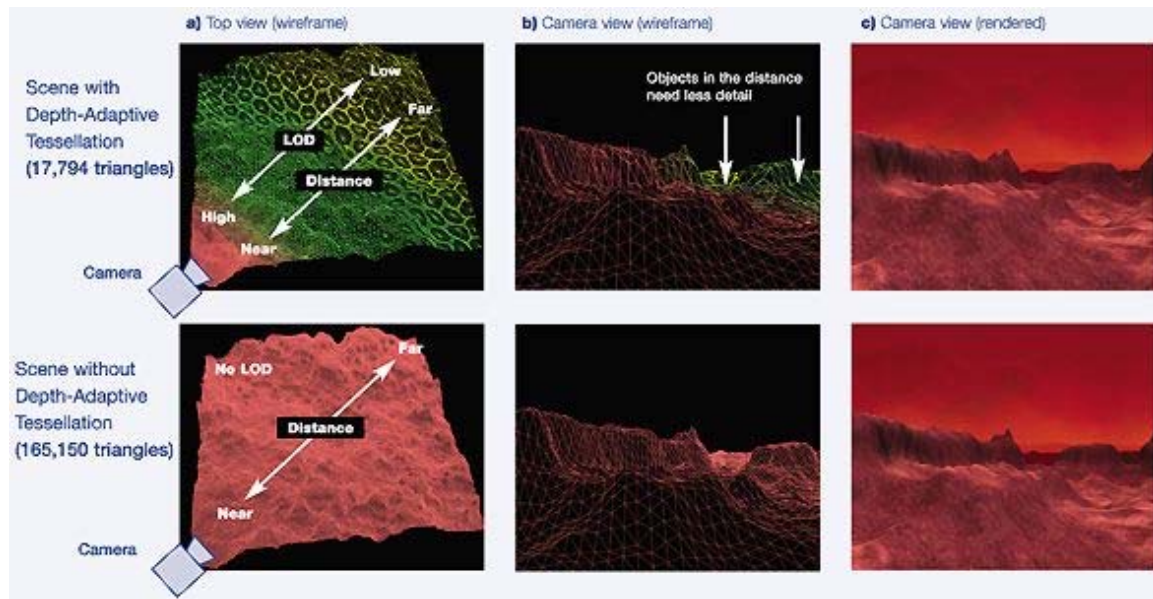 a) Top view (wireframe)
b) Camera view (wireframe)
c) Camera view (rendered)
Scene with
Depth-Adaptive
Tessellation
(17,794 triangles)
Low
Far
LOD
Distance
High
Near
Camera
Objects in the distance
need less detail
Scene without
Depth-Adaptive
Tessellation
(165,150 triangles)
Far
No LOD
Distance
Near
Camera